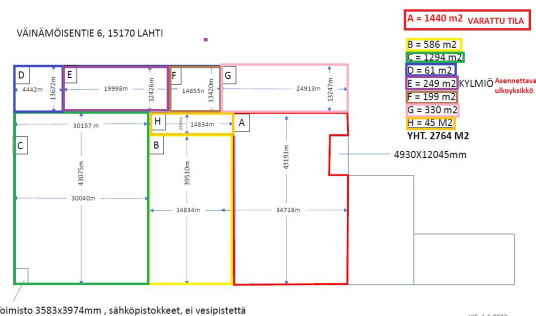 VÄINÄMÖISENTIE 6, 15170 LAHTI
A = 1440 m2 VARATTU TILA
B = 586 m2
C = 1294 m2
D = 61 m2
E = 249 m2 KYLMIÖ Asennettava ulkoyksikkö
F = 199 m2
G = 330 m2
H = 45 M2
YHT. 2764 M2
D
E
F
G
4442m
13672m
19998m
12426m
14855m
13420m
24913m
13247m
H
A
30157 m
14834m
C
B
43075m
39510m
43191m
4930X12045mm
30040m
14834m
34718m
Toimisto 3583x3974mm , sähköpistokkeet, ei vesipistettä